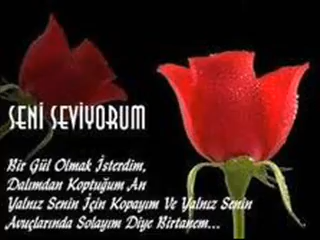 SENİ SEVİYORUM
Bir Gül Olmak İsterdim,
Dalımdan Koptuğum An
Yalnız Senin İçin Kopayım Ve Yalnız Senin
Avuçlarında Solayım Diye Birtanem...